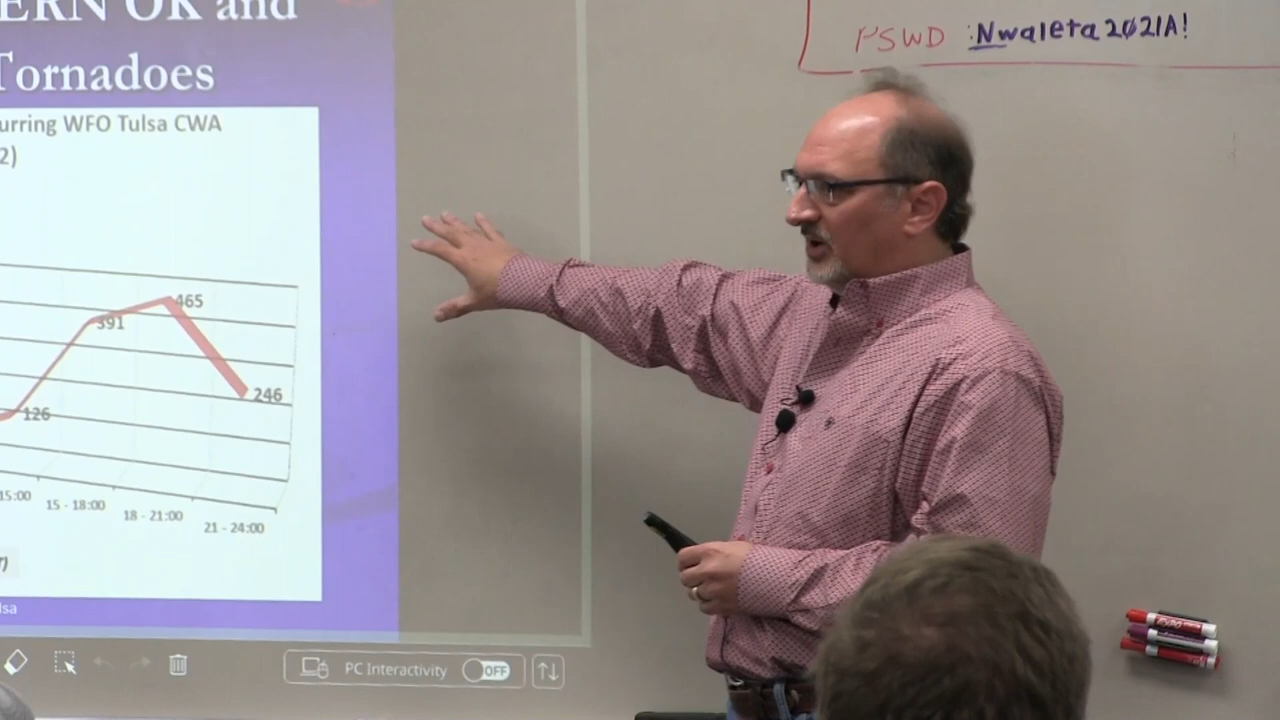 ERN OK and
Tornadoes
urring WFO Tulsa CWA
2)
465
391
246
126
15:00
15 - 18:00
18 - 21:00
21 - 24:00
lsa
PC Interactivity
OFF
PSWD :Nwaleta2021A!
EXPO